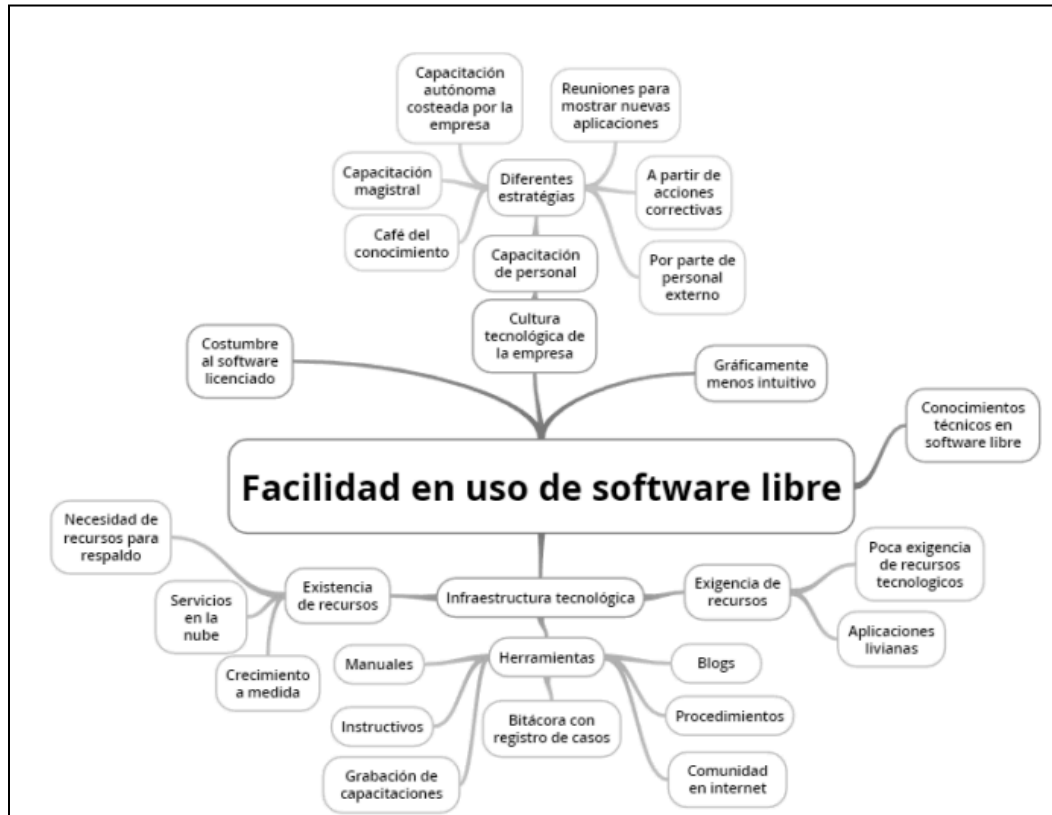 Capacitación
autónoma
costeada por la
empresa
Reuniones para
mostrar nuevas
aplicaciones
Capacitación
magistral
Diferentes
estratégias
A partir de
acciones
correctivas
Café del
conocimiento
Capacitación
de personal
Por parte de
personal
externo
Cultura
tecnológica de
la empresa
Costumbre
al software
licenciado
Gráficamente
menos intuitivo
Conocimientos
técnicos en
software libre
Facilidad en uso de software libre
Necesidad de
recursos para
respaldo
Existencia
de recursos
Infraestructura tecnológica
Exigencia de
recursos
Poca exigencia
de recursos
tecnologicos
Servicios
en la
nube
Aplicaciones
livianas
Crecimiento
a medida
Manuales
Herramientas
Blogs
Instructivos
Bitácora con
registro de casos
Procedimientos
Grabación de
capacitaciones
Comunidad
en internet